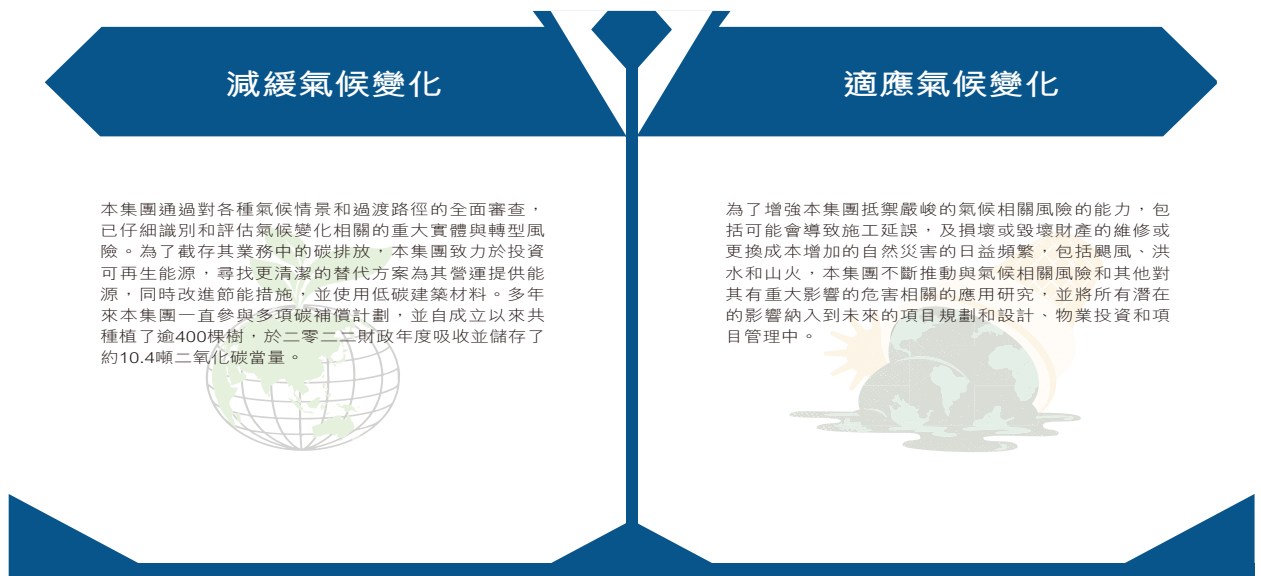 減緩氣候變化
本集團通過對各種氣候情景和過渡路徑的全面審查，
已仔細識別和評估氣候變化相關的重大實體與轉型風
險。為了截存其業務中的碳排放，本集團致力於投資
可再生能源，尋找更清潔的替代方案為其營運提供能
源，同時改進節能措施，並使用低碳建築材料。多年
來本集團一直參與多項碳補償計劃，並自成立以來共
種植了逾400棵樹，於二零二二財政年度吸收並儲存了
約10.4噸二氧化碳當量。
適應氣候變化
為了增強本集團抵禦嚴峻的氣候相關風險的能力，包
括可能會導致施工延誤，及損壞或毀壞財產的維修或
更換成本增加的自然災害的日益頻繁，包括颶風、洪
水和山火，本集團不斷推動與氣候相關風險和其他對
其有重大影響的危害相關的應用研究，並將所有潛在
的影響納入到未來的項目規劃和設計、物業投資和項
目管理中。